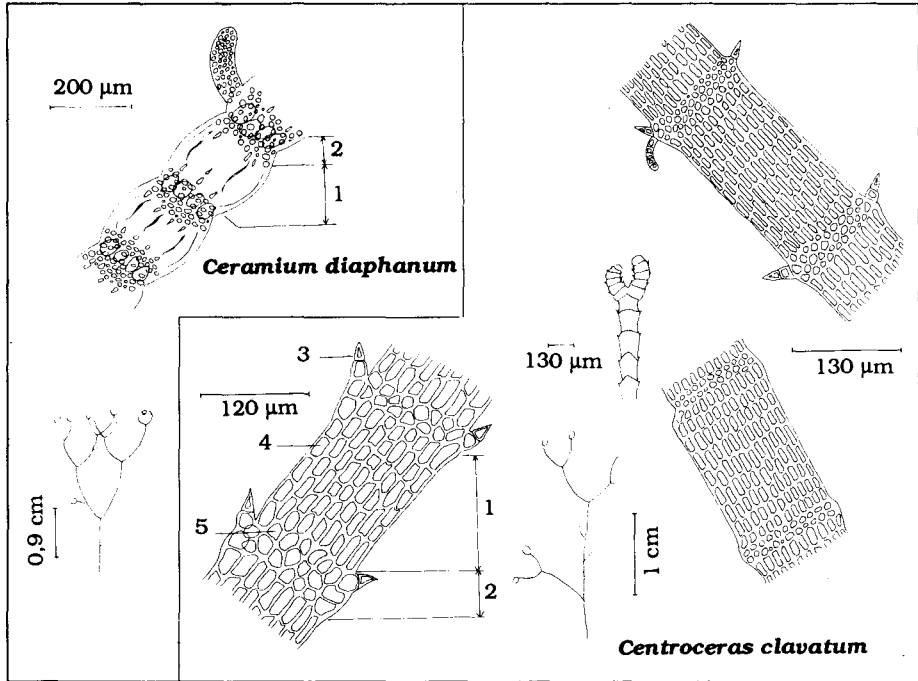 200 µm
2
1
Ceramium diaphanum
0,9 cm
3
120 µm
4
5
1
2
130 µm
130 µm
1 cm
Centroceras clavatum